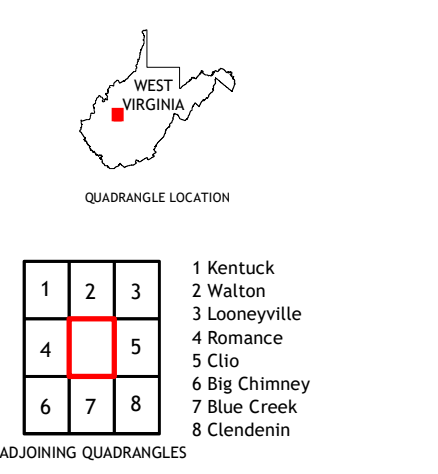 WEST
VIRGINIA
QUADRANGLE LOCATION
1 2 3
4 5
6 7 8
1 Kentuck
2 Walton
3 Looneyville
4 Romance
5 Clio
6 Big Chimney
7 Blue Creek
8 Clendenin
ADJOINING QUADRANGLES